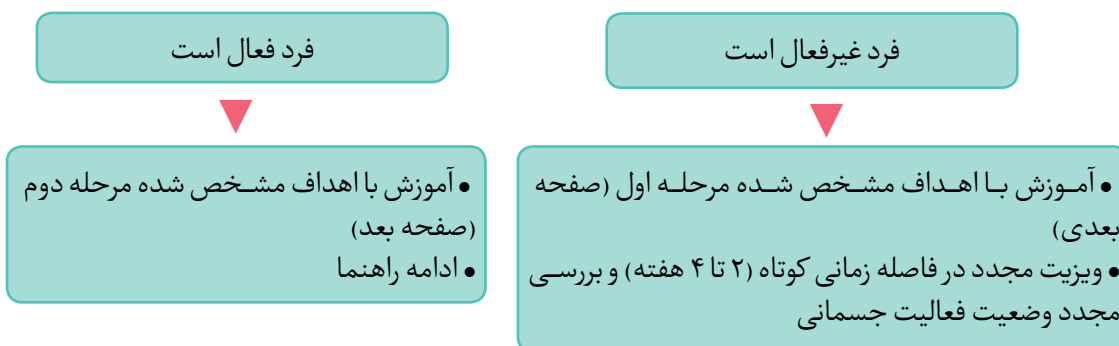 فرد غیرفعال است
• آموزش با اهداف مشخص شده مرحله اول (صفحه
بعدی)
• ویزیت مجدد در فاصله زمانی کوتاه (۲ تا ۴ هفته) و بررسی
مجدد وضعیت فعالیت جسمانی
فرد فعال است
• آموزش با اهداف مشخص شده مرحله دوم
(صفحه بعد)
• ادامه راهنما